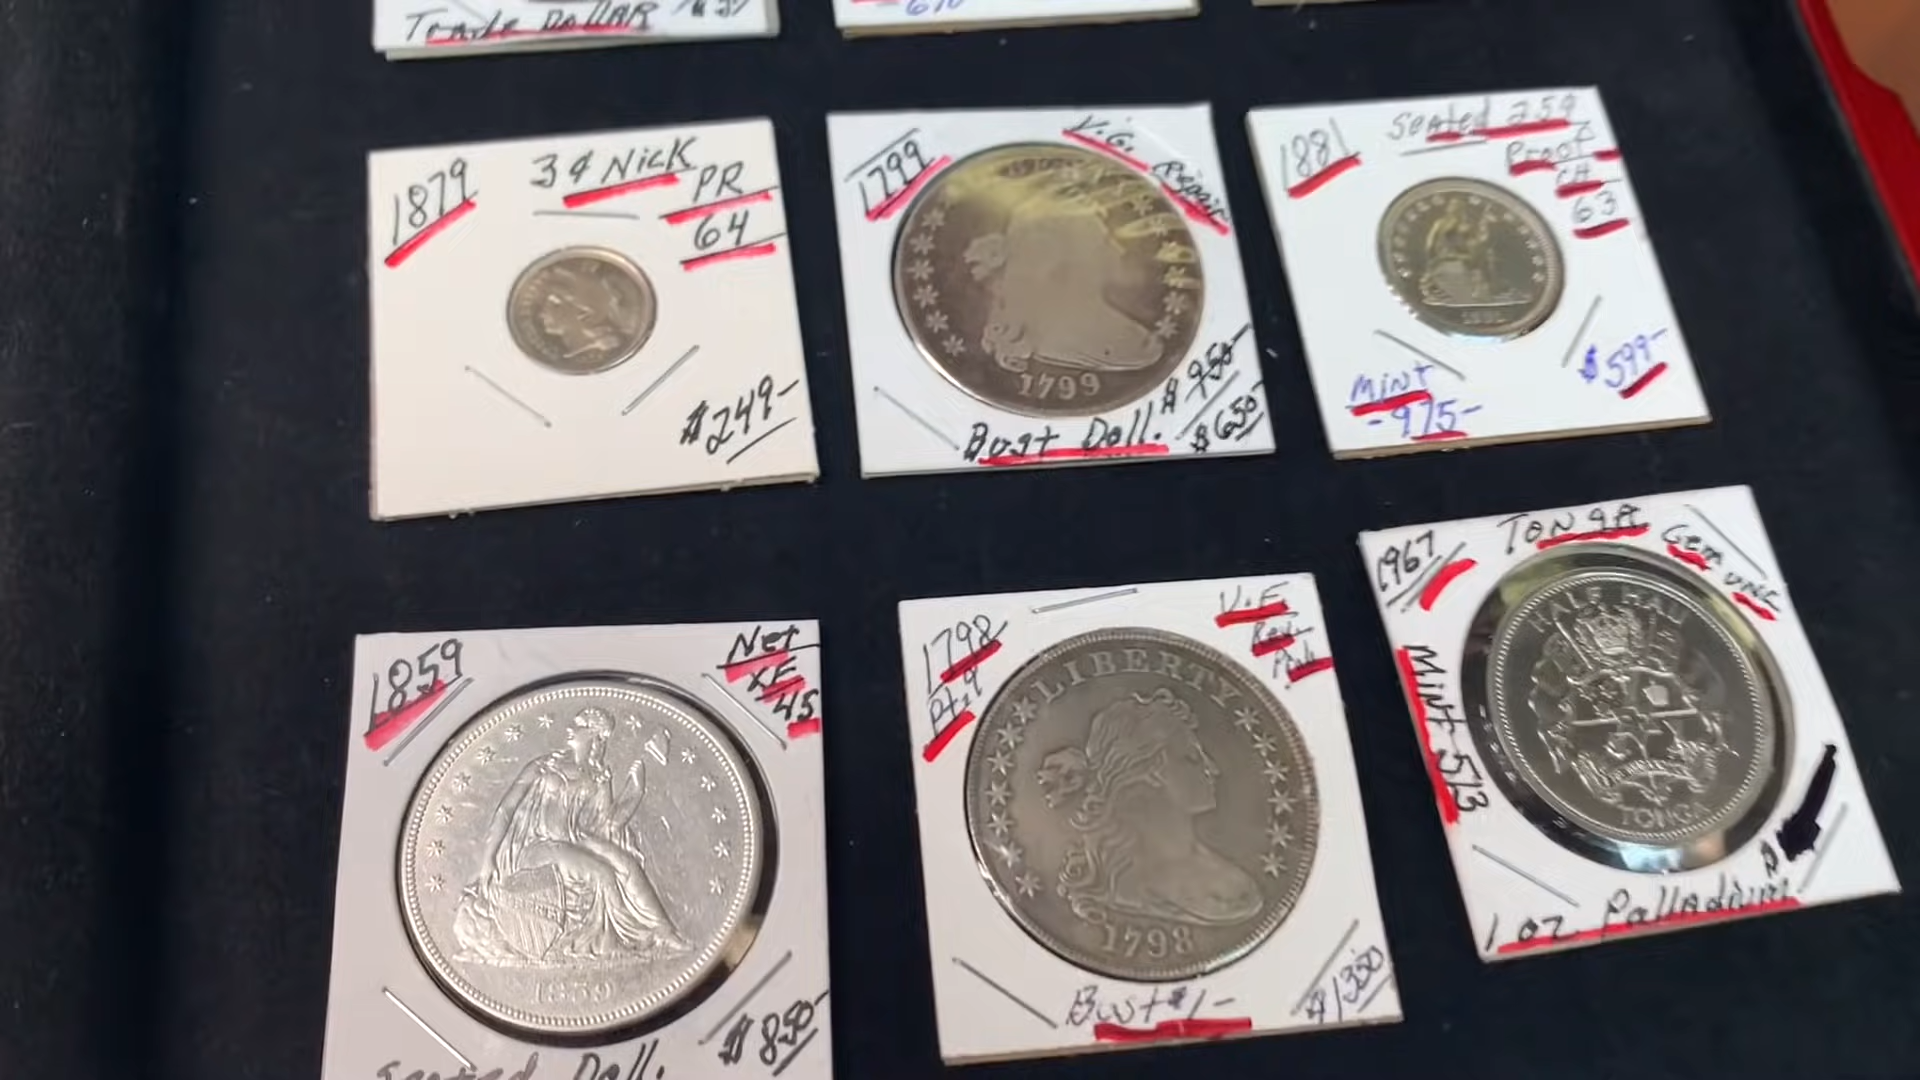 Trade Dollar
1879
3¢ Nick
PR
64
$249-
1799
V.G.
Repair
1799
$950-
$650-
Bust Doll.
1881
Seated 25¢
Proof
CH
63
1881
Mint
-975-
$599-
1859
Net
XF
45
1859
$850-
Seated Doll.
1798
V.F.
Rev.
LIBERTY
1798
Bust $1-
$1350
1967
TONGA
Gem Unc
Mint-513
HALF HAU
TONGA
$
1 oz Palladium